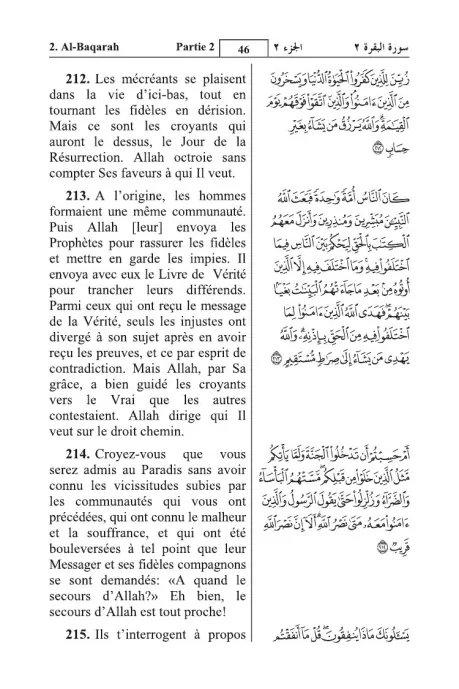 2. Al-Baqarah Partie 2 46 الجزء ٢ سورة البقرة ٢
212. Les mécréants se plaisent
dans la vie d’ici-bas, tout en
tournant les fidèles en dérision.
Mais ce sont les croyants qui
auront le dessus, le Jour de la
Résurrection. Allah octroie sans
compter Ses faveurs à qui Il veut.
213. A l’origine, les hommes
formaient une même communauté.
Puis Allah [leur] envoya les
Prophètes pour rassurer les fidèles
et mettre en garde les impies. Il
envoya avec eux le Livre de Vérité
pour trancher leurs différends.
Parmi ceux qui ont reçu le message
de la Vérité, seuls les injustes ont
divergé à son sujet après en avoir
reçu les preuves, et ce par esprit de
contradiction. Mais Allah, par Sa
grâce, a bien guidé les croyants
vers le Vrai que les autres
contestaient. Allah dirige qui Il
veut sur le droit chemin.
214. Croyez-vous que vous
serez admis au Paradis sans avoir
connu les vicissitudes subies par
les communautés qui vous ont
précédées, qui ont connu le malheur
et la souffrance, et qui ont été
bouleversées à tel point que leur
Messager et ses fidèles compagnons
se sont demandés: «A quand le
secours d’Allah?» Eh bien, le
secours d’Allah est tout proche!
215. Ils t’interrogent à propos
زُيِّنَ لِلَّذِينَ كَفَرُوا۟ الْحَيَوٰةُ الدُّنْيَا وَيَسْخَرُونَ
مِنَ الَّذِينَ ءَامَنُوا۟ وَالَّذِينَ اتَّقَوْا۟ فَوْقَهُمْ يَوْمَ
الْقِيَـٰمَةِ وَاللَّهُ يَرْزُقُ مَن يَشَآءُ بِغَيْرِ
حِسَابٍ ٢١٢
كَانَ النَّاسُ أُمَّةً وَٰحِدَةً فَبَعَثَ اللَّهُ
النَّبِيِّـۧنَ مُبَشِّرِينَ وَمُنذِرِينَ وَأَنزَلَ مَعَهُمُ
الْكِتَـٰبَ بِالْحَقِّ لِيَحْكُمَ بَيْنَ النَّاسِ فِيمَا
اخْتَلَفُوا۟ فِيهِ وَمَا اخْتَلَفَ فِيهِ إِلَّا الَّذِينَ
أُوتُوهُ مِن بَعْدِ مَا جَآءَتْهُمُ الْبَيِّنَـٰتُ بَغْيًۢا
بَيْنَهُمْ فَهَدَى اللَّهُ الَّذِينَ ءَامَنُوا۟ لِمَا
اخْتَلَفُوا۟ فِيهِ مِنَ الْحَقِّ بِإِذْنِهِۦ وَاللَّهُ
يَهْدِى مَن يَشَآءُ إِلَىٰ صِرَٰطٍ مُّسْتَقِيمٍ ٢١٣
أَمْ حَسِبْتُمْ أَن تَدْخُلُوا۟ الْجَنَّةَ وَلَمَّا يَأْتِكُم
مَّثَلُ الَّذِينَ خَلَوْا۟ مِن قَبْلِكُم مَّسَّتْهُمُ الْبَأْسَآءُ
وَالضَّرَّآءُ وَزُلْزِلُوا۟ حَتَّىٰ يَقُولَ الرَّسُولُ وَالَّذِينَ
ءَامَنُوا۟ مَعَهُۥ مَتَىٰ نَصْرُ اللَّهِ أَلَآ إِنَّ نَصْرَ اللَّهِ
قَرِيبٌ ٢١٤
يَسْـَٔلُونَكَ مَاذَا يُنفِقُونَ قُلْ مَآ أَنفَقْتُم